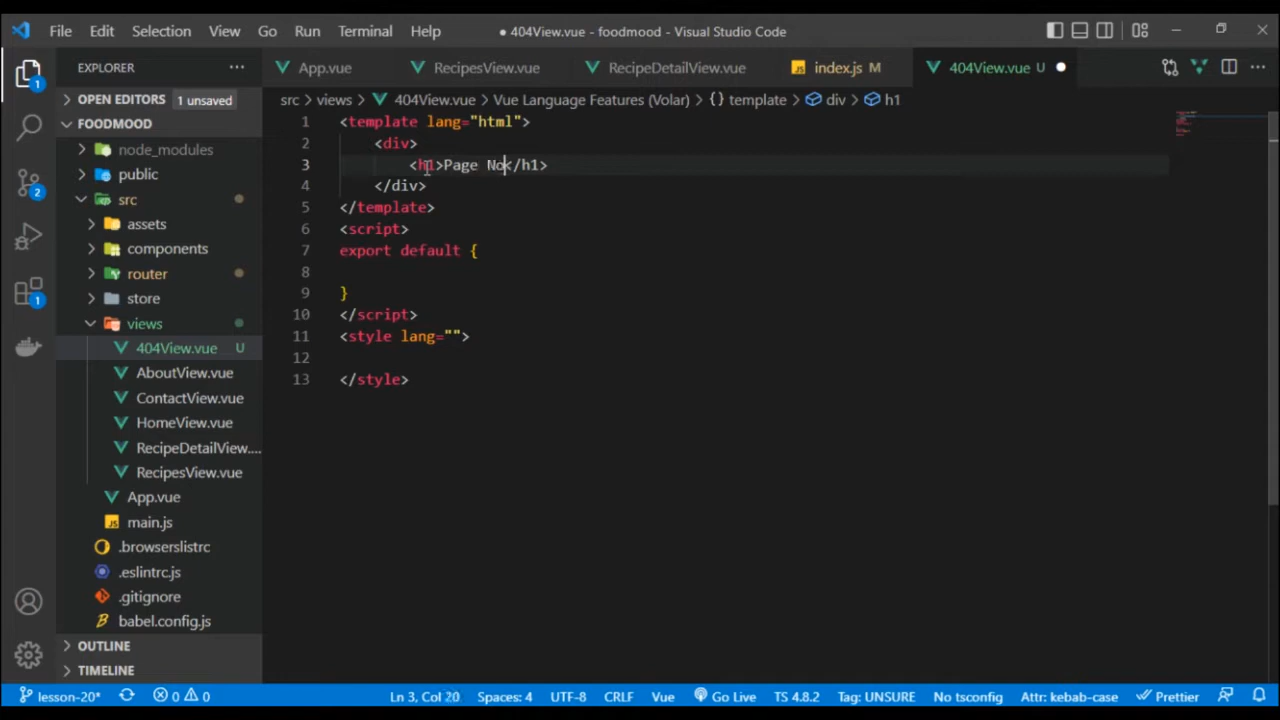 File Edit Selection View Go Run Terminal Help ● 404View.vue - foodmood - Visual Studio Code
EXPLORER ··· App.vue RecipesView.vue RecipeDetailView.vue JS index.js M 404View.vue U ● ···
1
OPEN EDITORS 1 unsaved src > views > 404View.vue > Vue Language Features (Volar) > {} template > div > h1
FOODMOOD
node_modules
public
2
src
assets
components
router
store
views
404View.vue U
AboutView.vue
ContactView.vue
HomeView.vue
RecipeDetailView....
RecipesView.vue
App.vue
JS main.js
.browserslistrc
.eslintrc.js
.gitignore
babel.config.js
OUTLINE
TIMELINE
1
1 <template lang="html">
2 <div>
3 <h1>Page No</h1>
4 </div>
5 </template>
6 <script>
7 export default {
8
9 }
10 </script>
11 <style lang="">
12
13 </style>
lesson-20* 0 0 Ln 3, Col 20 Spaces: 4 UTF-8 CRLF Vue Go Live TS 4.8.2 Tag: UNSURE No tsconfig Attr: kebab-case Prettier